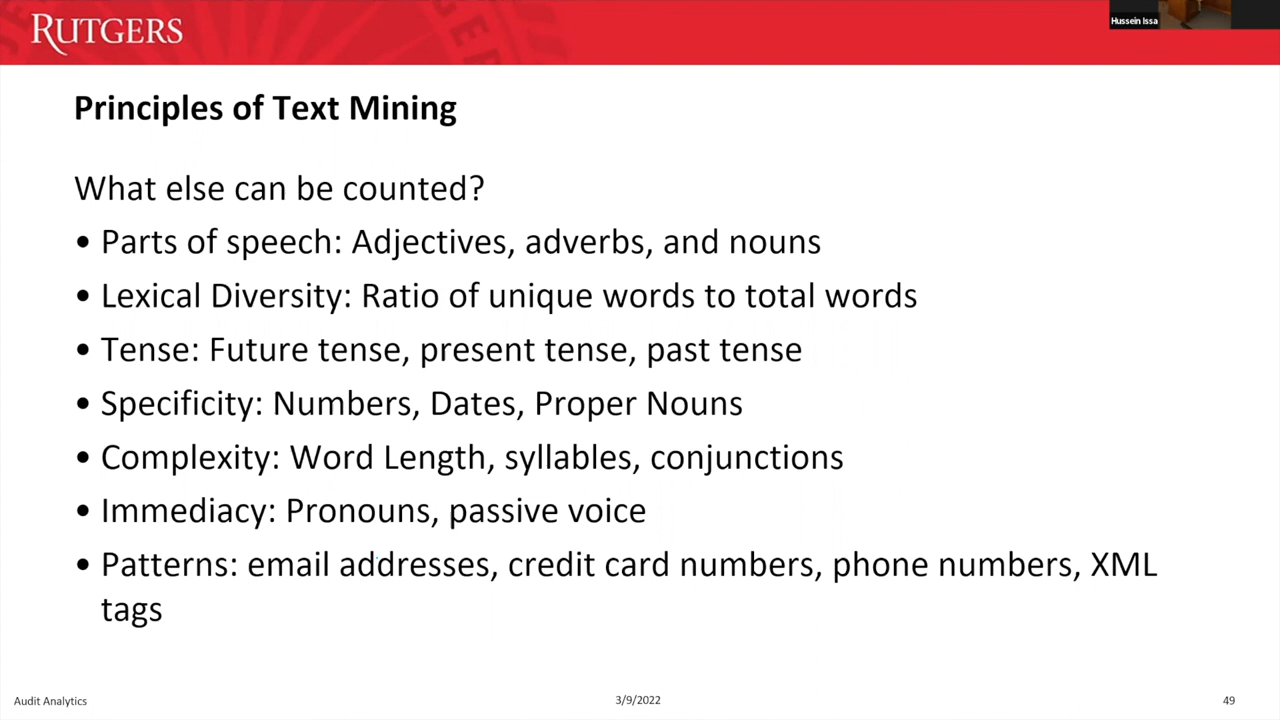 RUTGERS
Hussein Issa
Principles of Text Mining
What else can be counted?
• Parts of speech: Adjectives, adverbs, and nouns
• Lexical Diversity: Ratio of unique words to total words
• Tense: Future tense, present tense, past tense
• Specificity: Numbers, Dates, Proper Nouns
• Complexity: Word Length, syllables, conjunctions
• Immediacy: Pronouns, passive voice
• Patterns: email addresses, credit card numbers, phone numbers, XML
tags
Audit Analytics
3/9/2022
49